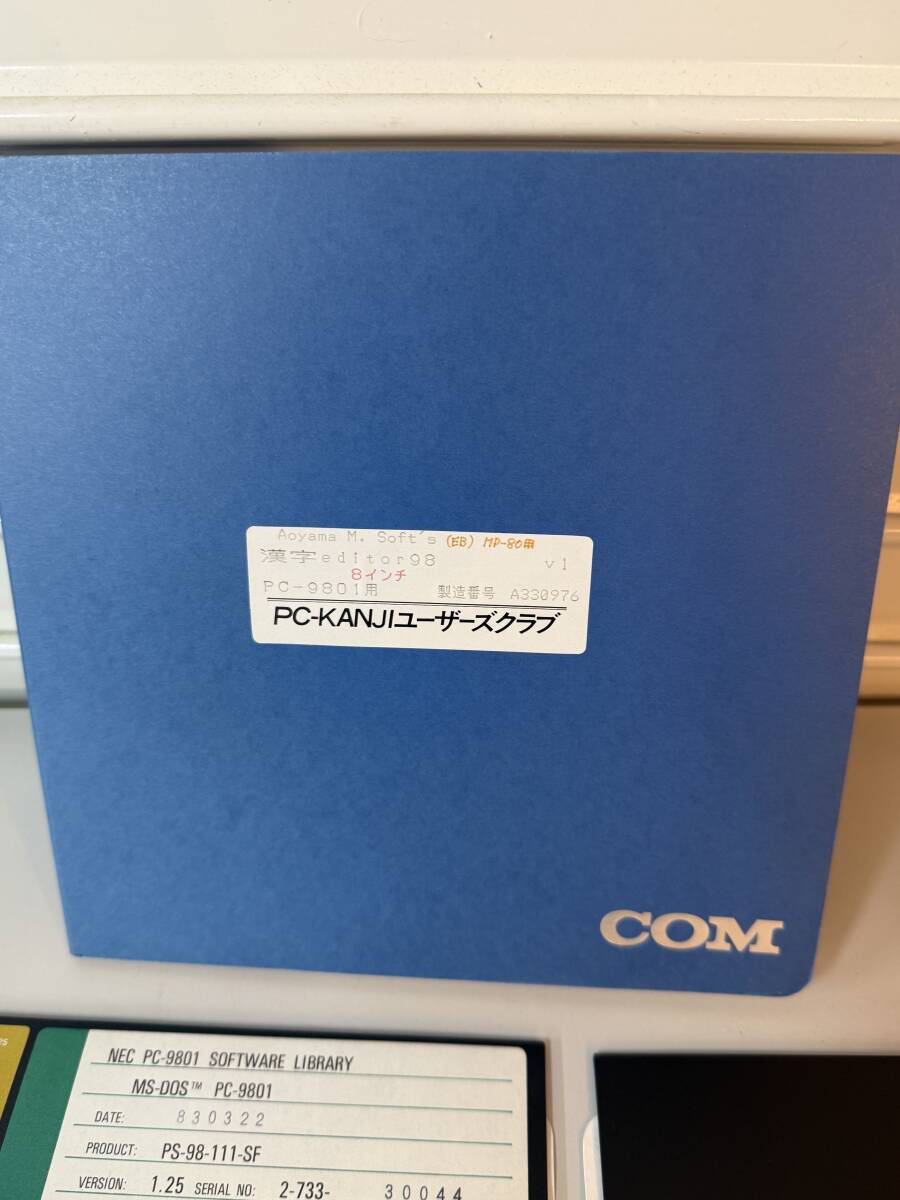 Aoyama M. Soft's (EB) MP-80用
漢字editor98 v1
8インチ
PC-9801用 製造番号 A330976
PC-KANJIユーザーズクラブ
COM
NEC PC-9801 SOFTWARE LIBRARY
MS-DOS™ PC-9801
DATE: 830322
PRODUCT: PS-98-111-SF
VERSION: 1.25 SERIAL NO: 2-733- 30044